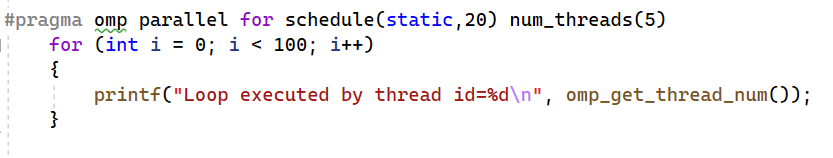 #pragma omp parallel for schedule(static,20) num_threads(5)
for (int i = 0; i < 100; i++)
{
printf("Loop executed by thread id=%d\n", omp_get_thread_num());
}